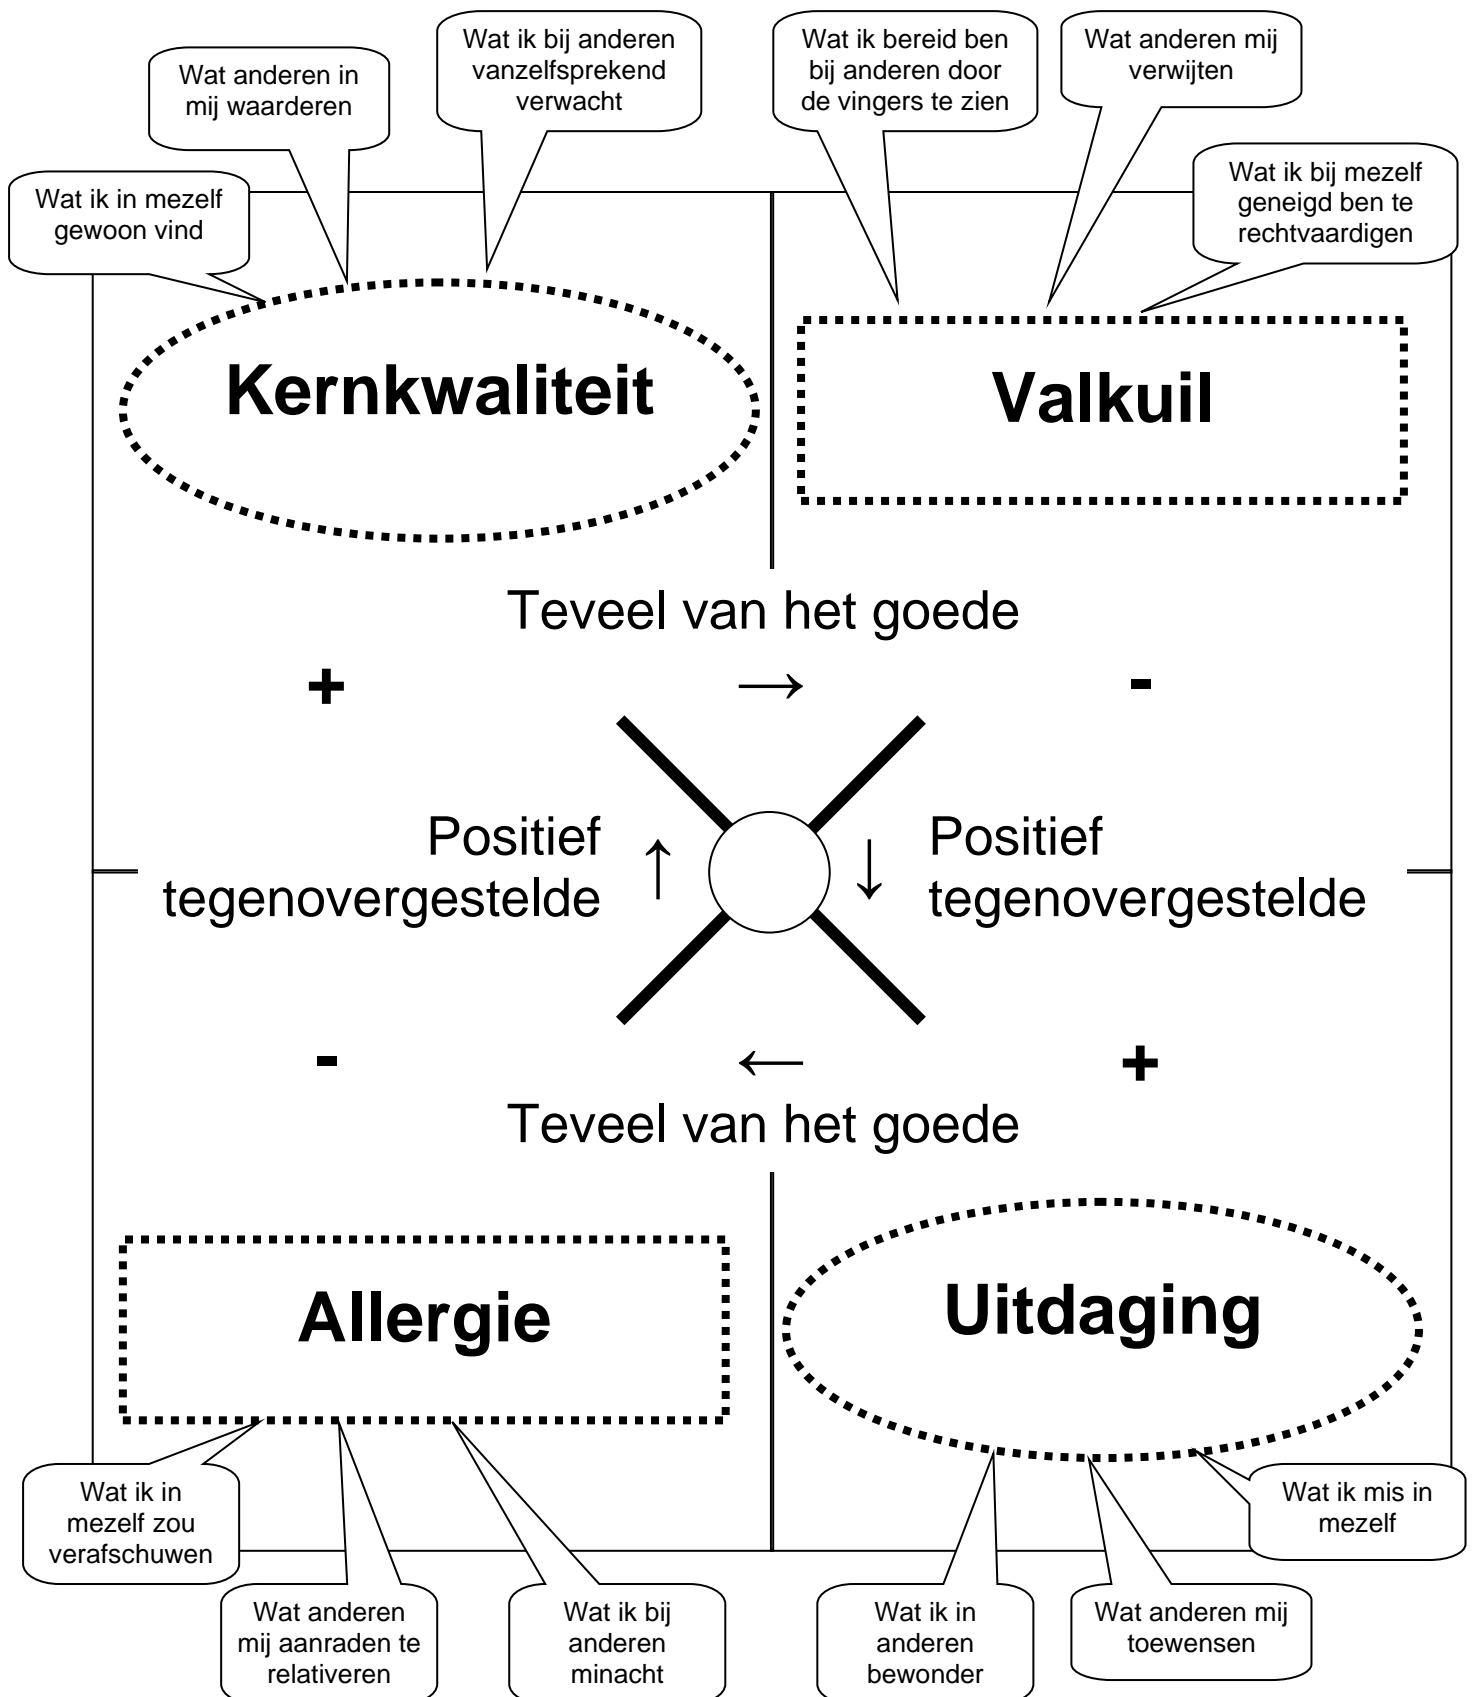 Wat ik bij anderen
vanzelfsprekend
verwacht
Wat ik bereid ben
bij anderen door
de vingers te zien
Wat anderen mij
verwijten
Wat anderen in
mij waarderen
Wat ik in mezelf
gewoon vind
Wat ik bij mezelf
geneigd ben te
rechtvaardigen
Kernkwaliteit
Valkuil
Teveel van het goede
+
→
-
Positief
tegenovergestelde
↑
↓
Positief
tegenovergestelde
-
←
+
Teveel van het goede
Allergie
Uitdaging
Wat ik in
mezelf zou
verafschuwen
Wat ik mis in
mezelf
Wat anderen
mij aanraden te
relativeren
Wat ik bij
anderen
minacht
Wat ik in
anderen
bewonder
Wat anderen mij
toewensen